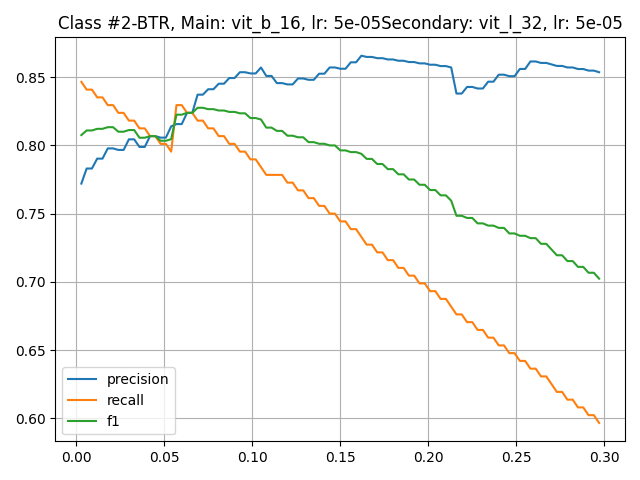 Class #2-BTR, Main: vit_b_16, lr: 5e-05Secondary: vit_l_32, lr: 5e-05
0.85
0.80
0.75
0.70
0.65
0.60
precision
recall
f1
0.00 0.05 0.10 0.15 0.20 0.25 0.30